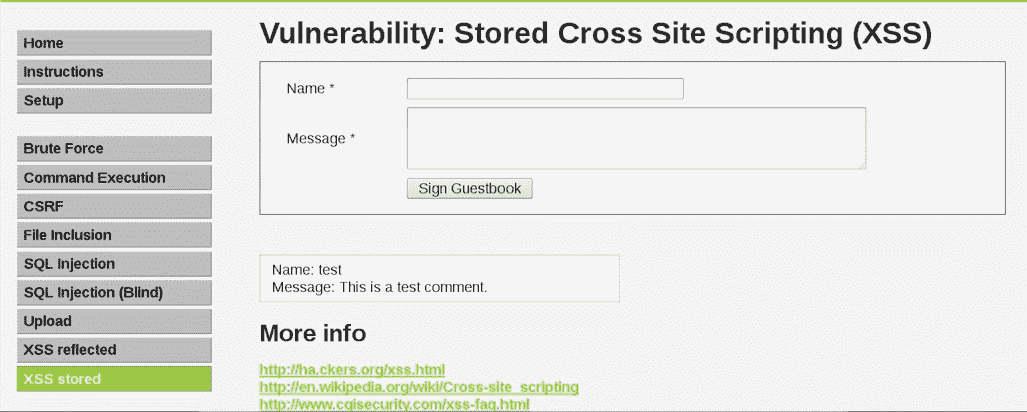 Home
Instructions
Setup
Brute Force
Command Execution
CSRF
File Inclusion
SQL Injection
SQL Injection (Blind)
Upload
XSS reflected
XSS stored
Vulnerability: Stored Cross Site Scripting (XSS)
Name *
Message *
Sign Guestbook
Name: test
Message: This is a test comment.
More info
http://ha.ckers.org/xss.html
http://en.wikipedia.org/wiki/Cross-site_scripting
http://www.cgisecurity.com/xss-faq.html